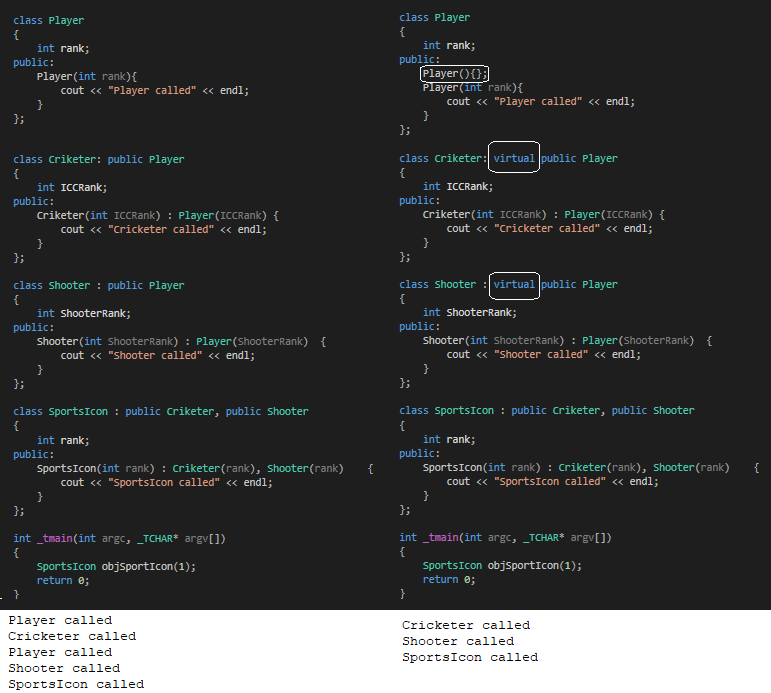 class Player
{
    int rank;
public:
    Player(int rank){
        cout << "Player called" << endl;
    }
};
class Criketer: public Player
{
    int ICCRank;
public:
    Criketer(int ICCRank) : Player(ICCRank) {
        cout << "Cricketer called" << endl;
    }
};
class Shooter : public Player
{
    int ShooterRank;
public:
    Shooter(int ShooterRank) : Player(ShooterRank)  {
        cout << "Shooter called" << endl;
    }
};
class SportsIcon : public Criketer, public Shooter
{
    int rank;
public:
    SportsIcon(int rank) : Criketer(rank), Shooter(rank)    {
        cout << "SportsIcon called" << endl;
    }
};
int _tmain(int argc, _TCHAR* argv[])
{
    SportsIcon objSportIcon(1);
    return 0;
}
Player called
Cricketer called
Player called
Shooter called
SportsIcon called
class Player
{
    int rank;
public:
    Player(){};
    Player(int rank){
        cout << "Player called" << endl;
    }
};
class Criketer: virtual public Player
{
    int ICCRank;
public:
    Criketer(int ICCRank) : Player(ICCRank) {
        cout << "Cricketer called" << endl;
    }
};
class Shooter : virtual public Player
{
    int ShooterRank;
public:
    Shooter(int ShooterRank) : Player(ShooterRank)  {
        cout << "Shooter called" << endl;
    }
};
class SportsIcon : public Criketer, public Shooter
{
    int rank;
public:
    SportsIcon(int rank) : Criketer(rank), Shooter(rank)    {
        cout << "SportsIcon called" << endl;
    }
};
int _tmain(int argc, _TCHAR* argv[])
{
    SportsIcon objSportIcon(1);
    return 0;
}
Cricketer called
Shooter called
SportsIcon called